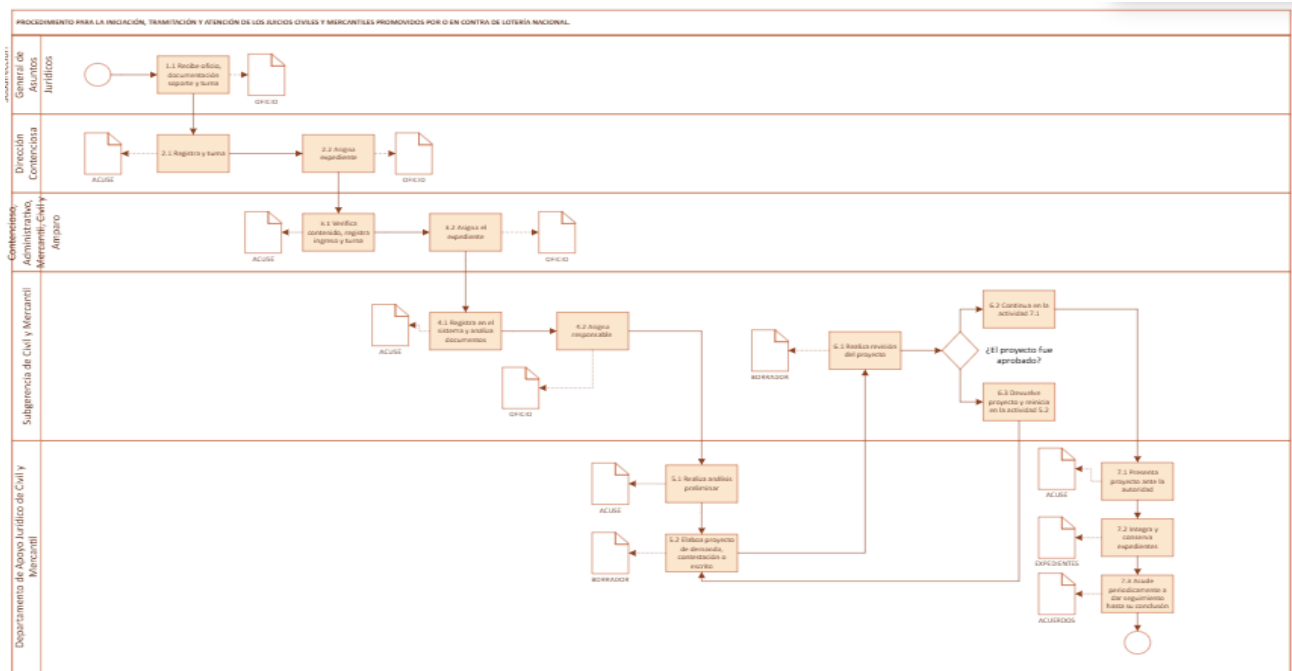 PROCEDIMIENTO PARA LA INICIACIÓN, TRAMITACIÓN Y ATENCIÓN DE LOS JUICIOS CIVILES Y MERCANTILES PROMOVIDOS POR O EN CONTRA DE LOTERÍA NACIONAL.
General de
Asuntos
Jurídicos
1.1 Recibe oficio,
documentación
soporte y turna
OFICIO
Dirección
Contenciosa
ACUSE
2.1 Registra y turna
2.2 Asigna
expediente
OFICIO
Contencioso,
Administrativo,
Mercantil, Civil y
Amparo
ACUSE
3.1 Verifica
contenido, registra
ingreso y turna
3.2 Asigna el
expediente
OFICIO
Subgerencia de Civil y Mercantil
ACUSE
4.1 Registra en el
sistema y analiza
documentos
4.2 Asigna
responsable
OFICIO
BORRADOR
6.1 Realiza revisión
del proyecto
¿El proyecto fue
aprobado?
6.2 Continua en la
actividad 7.1
6.3 Devuelve
proyecto y reinicia
en la actividad 5.2
Departamento de Apoyo Jurídico de Civil y
Mercantil
ACUSE
5.1 Realiza análisis
preliminar
BORRADOR
5.2 Elabora proyecto
de demanda,
contestación o
escrito
ACUSE
7.1 Presenta
proyecto ante la
autoridad
EXPEDIENTES
7.2 Integra y
conserva
expedientes
ACUERDOS
Acude
periodicamente a
dar seguimiento
hasta su conclusión